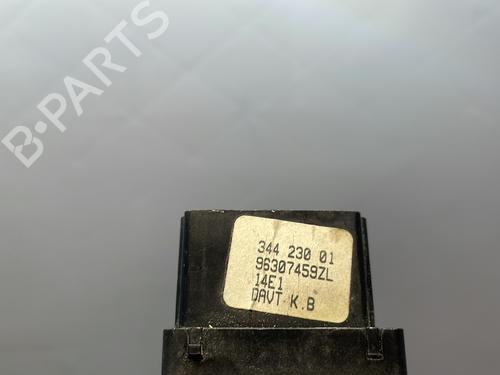 B-PARTS
344 230 01
96307459ZL
14E1
DAVT K.B